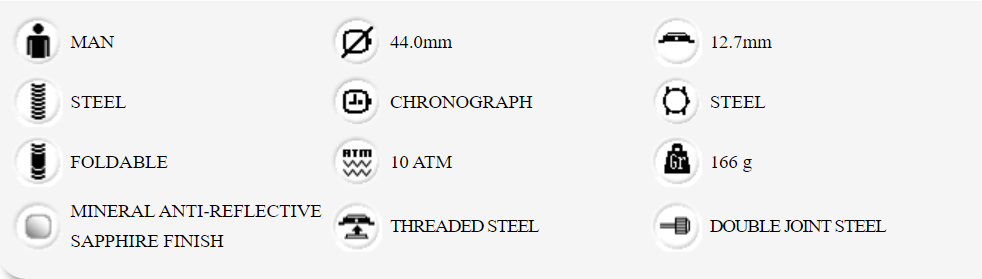 MAN
44.0mm
12.7mm
STEEL
CHRONOGRAPH
STEEL
FOLDABLE
ATM
10 ATM
Gr
166 g
MINERAL ANTI-REFLECTIVE
SAPPHIRE FINISH
THREADED STEEL
DOUBLE JOINT STEEL